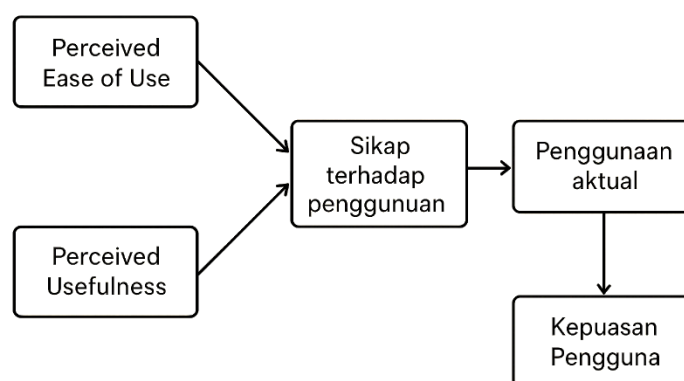 Perceived
Ease of Use
Sikap
terhadap
penggunuan
Penggunaan
aktual
Perceived
Usefulness
Kepuasan
Pengguna